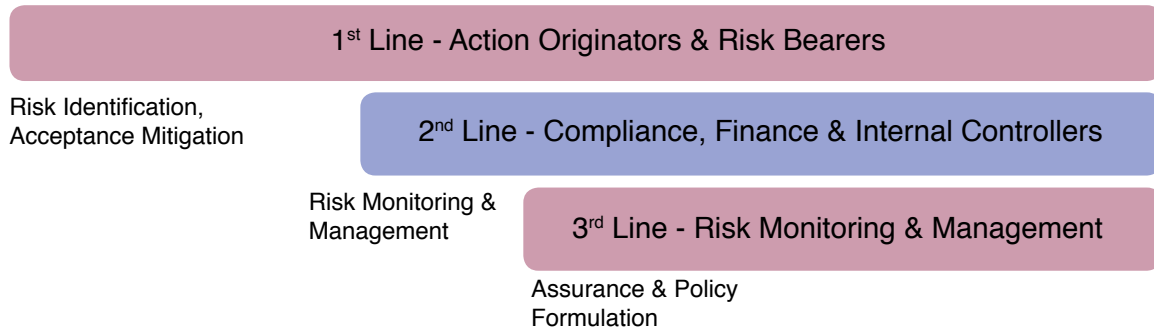 1st Line - Action Originators & Risk Bearers
Risk Identification,
Acceptance Mitigation
2nd Line - Compliance, Finance & Internal Controllers
Risk Monitoring &
Management
3rd Line - Risk Monitoring & Management
Assurance & Policy
Formulation